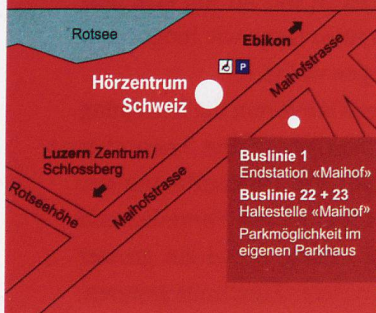 Rotsee
Ebikon
P
Maihofstrasse
Hörzentrum
Schweiz
Luzern Zentrum /
Schlossberg
Rotseehöhe
Maihofstrasse
Buslinie 1
Endstation «Maihof»
Buslinie 22 + 23
Haltestelle «Maihof»
Parkmöglichkeit im
eigenen Parkhaus